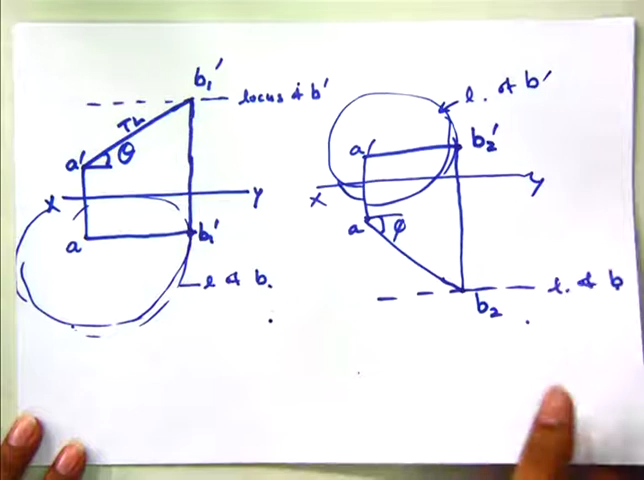 b₁'
locus of b'
TL
a' θ
X Y
a b₁'
l of b.
l. of b'
a' b₂'
X Y
a φ
l. of b
b₂